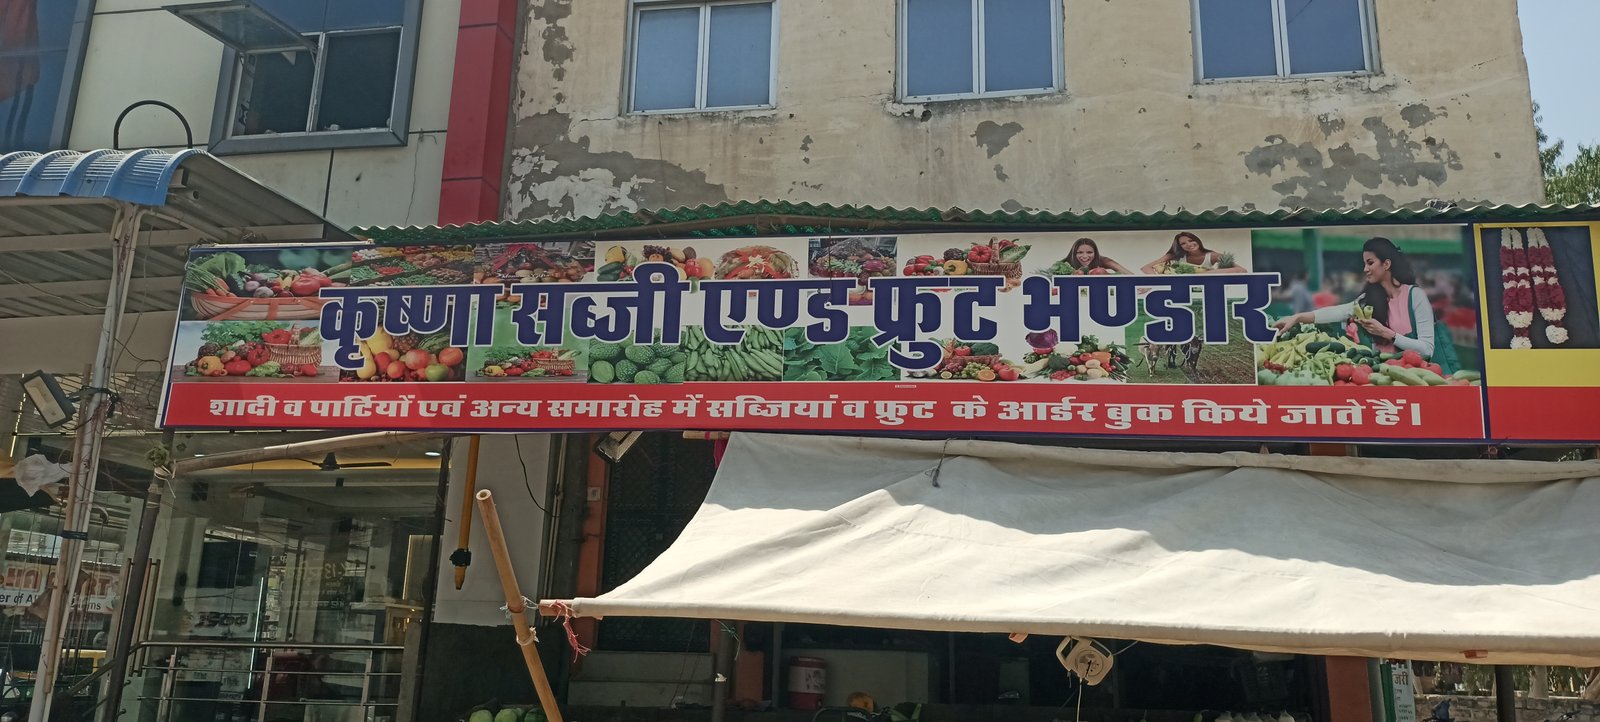 कृष्णा सब्जी एण्ड फ्रुट भण्डार
शादी व पार्टियों एवं अन्य समारोह में सब्जियां व फ्रुट के आर्डर बुक किये जाते हैं।